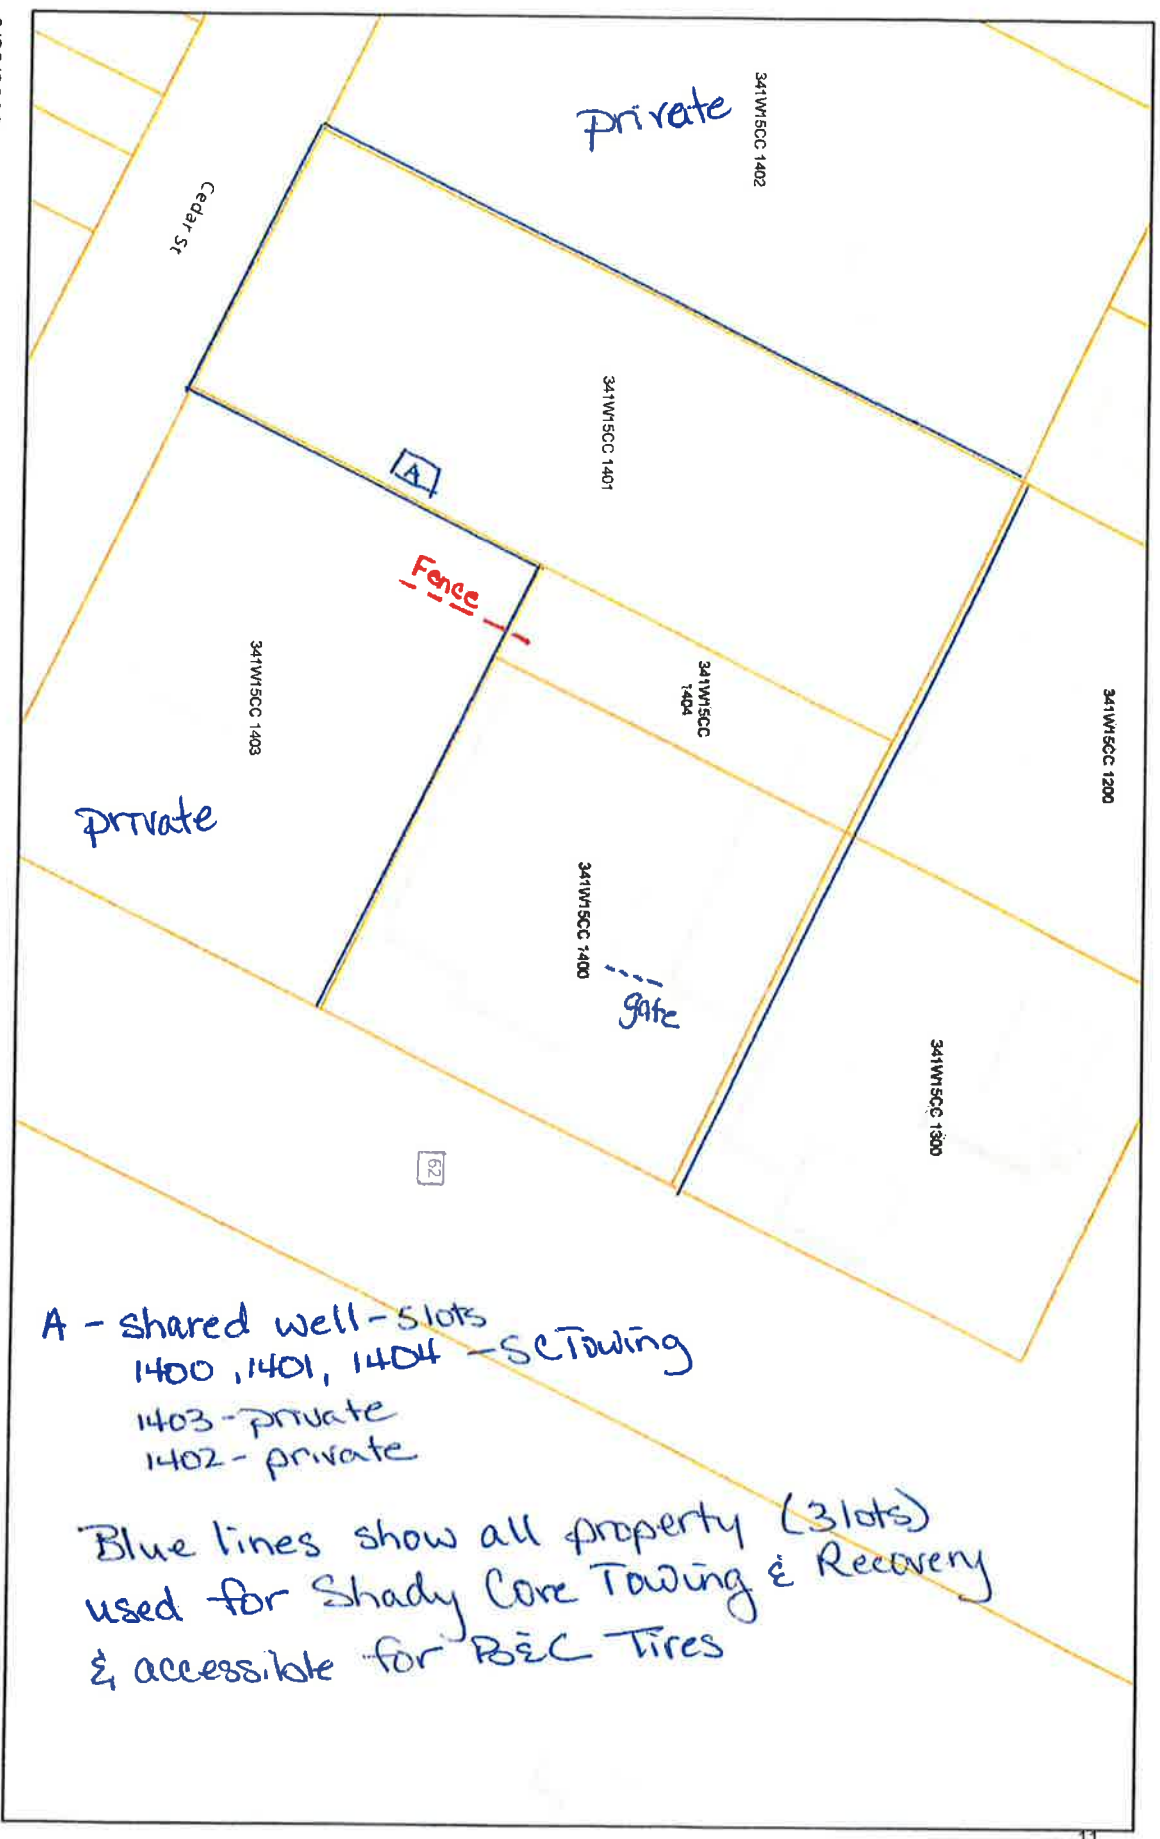 341W15CC 1402
private
Cedar St
341W15CC 1401
A
Fence
341W15CC
1404
341W15CC 1200
341W15CC 1403
private
341W15CC 1400
gate
341W15CC 1300
62
A - shared well - 5 lots
1400, 1401, 1404 - SC Towing
1403 - private
1402 - private
Blue lines show all property (3 lots)
used for Shady Cove Towing & Recovery
& accessible for B&C Tires
11